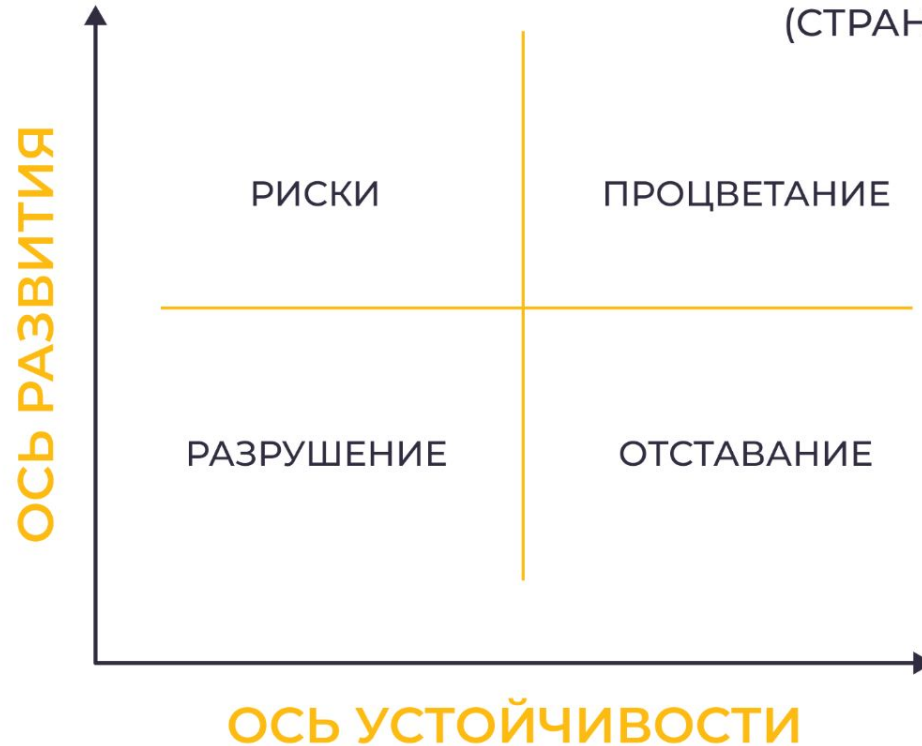 (СТРАН
ОСЬ РАЗВИТИЯ
РИСКИ
ПРОЦВЕТАНИЕ
РАЗРУШЕНИЕ
ОТСТАВАНИЕ
ОСЬ УСТОЙЧИВОСТИ